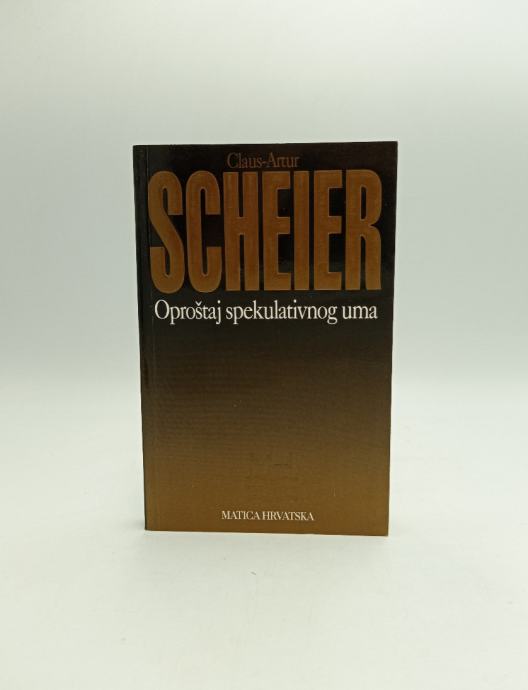 Claus-Artur
SCHEIER
Oproštaj spekulativnog uma
MATICA HRVATSKA